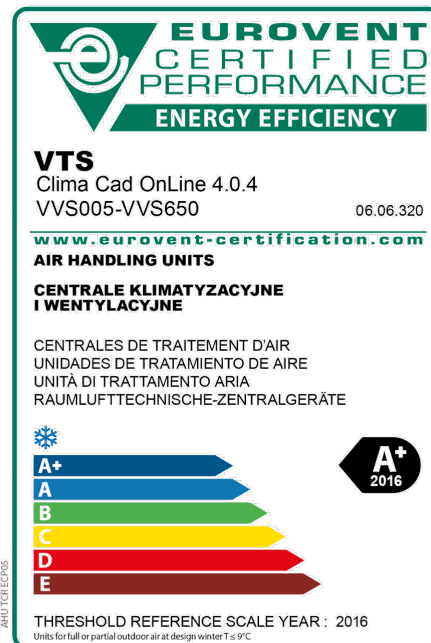 EUROVENT
CERTIFIED
PERFORMANCE
ENERGY EFFICIENCY
VTS
Clima Cad OnLine 4.0.4
VVS005-VVS650 06.06.320
www.eurovent-certification.com
AIR HANDLING UNITS
CENTRALE KLIMATYZACYJNE
I WENTYLACYJNE
CENTRALES DE TRAITEMENT D'AIR
UNIDADES DE TRATAMIENTO DE AIRE
UNITÀ DI TRATTAMENTO ARIA
RAUMLUFTTECHNISCHE-ZENTRALGERÄTE
A+
A
B
C
D
E
A+
2016
AHU TCR ECP05
THRESHOLD REFERENCE SCALE YEAR : 2016
Units for full or partial outdoor air at design winter T ≤ 9°C